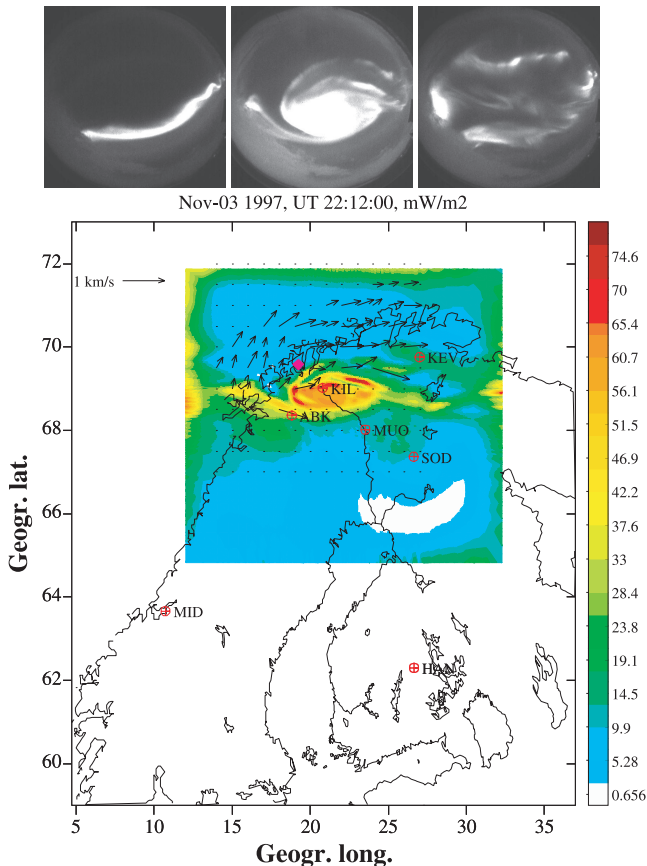 Nov-03 1997, UT 22:12:00, mW/m2
1 km/s
KEV
KIL
ABK
MUO
SOD
MID
HAN
72
70
68
66
64
62
60
Geogr. lat.
5
10
15
20
25
30
35
Geogr. long.
74.6
70
65.4
60.7
56.1
51.5
46.9
42.2
37.6
33
28.4
23.8
19.1
14.5
9.9
5.28
0.656